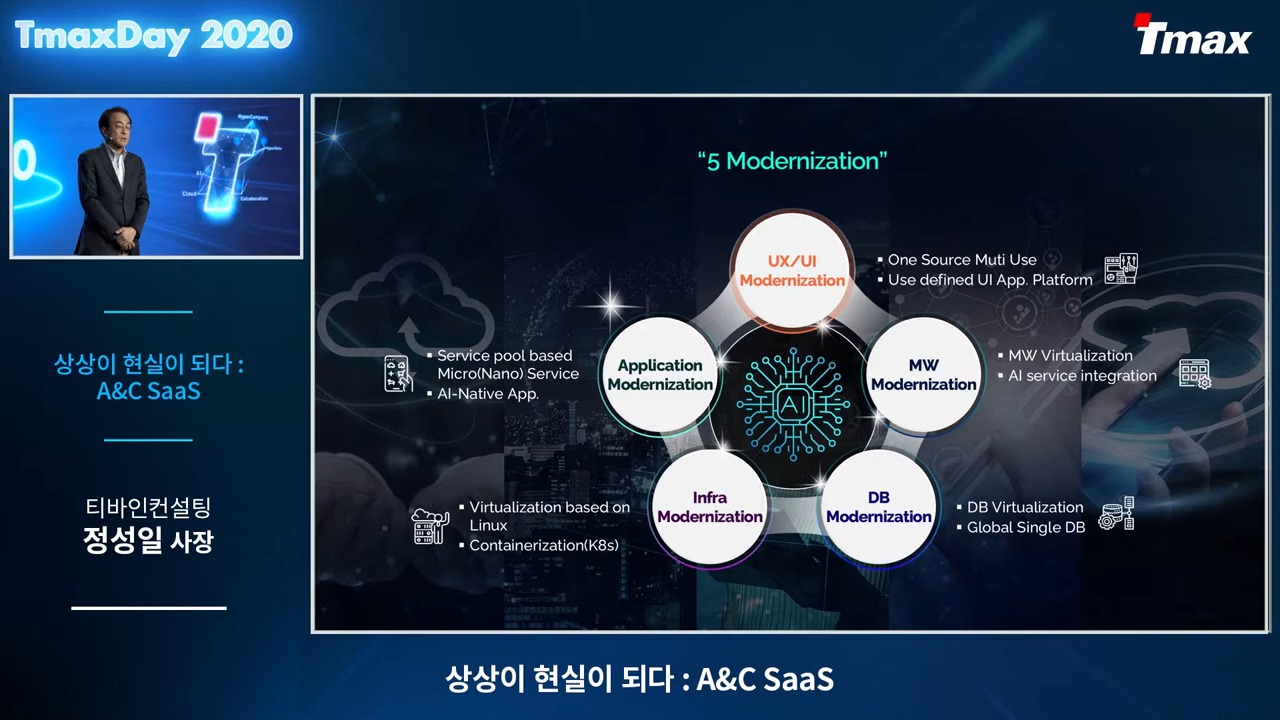 TmaxDay 2020
Tmax
HyperCompany
AI
Cloud
Collaboration
상상이 현실이 되다 :
A&C SaaS
티바인컨설팅
정성일 사장
“5 Modernization”
UX/UI
Modernization
▪ One Source Muti Use
▪ Use defined UI App. Platform
Application
Modernization
▪ Service pool based
Micro(Nano) Service
▪ AI-Native App.
MW
Modernization
▪ MW Virtualization
▪ AI service integration
AI
Infra
Modernization
▪ Virtualization based on
Linux
▪ Containerization(K8s)
DB
Modernization
▪ DB Virtualization
▪ Global Single DB
상상이 현실이 되다 : A&C SaaS